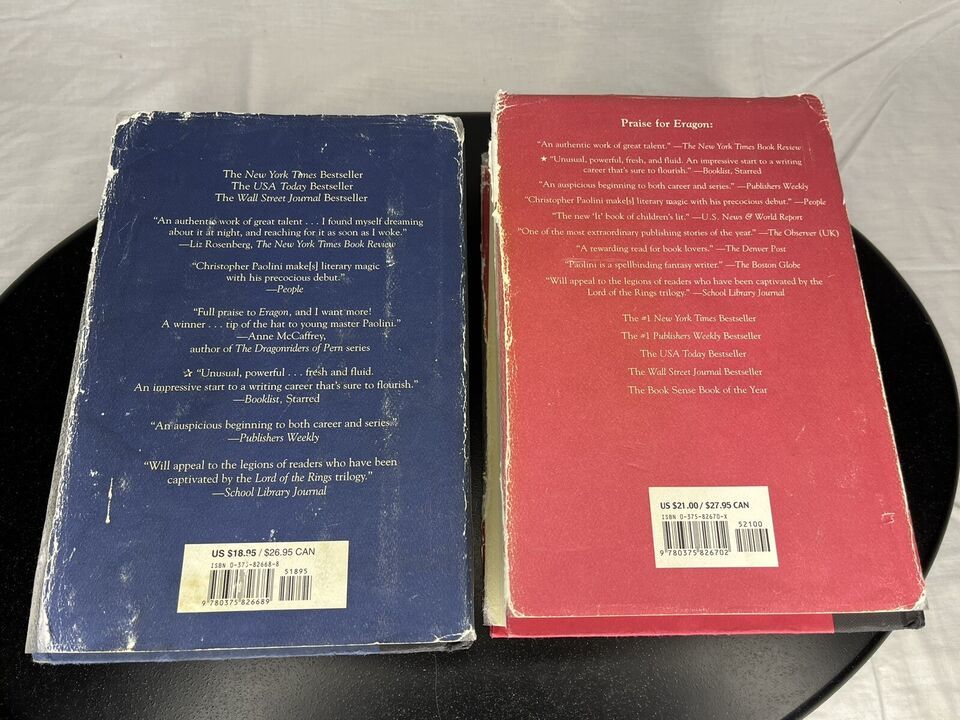 The New York Times Bestseller
The USA Today Bestseller
The Wall Street Journal Bestseller
"An authentic work of great talent . . . I found myself dreaming
about it at night, and reaching for it as soon as I woke."
—Liz Rosenberg, The New York Times Book Review
"Christopher Paolini make[s] literary magic
with his precocious debut."
—People
"Full praise to Eragon, and I want more!
A winner . . . tip of the hat to young master Paolini."
—Anne McCaffrey,
author of The Dragonriders of Pern series
✰ "Unusual, powerful . . . fresh and fluid.
An impressive start to a writing career that's sure to flourish."
—Booklist, Starred
"An auspicious beginning to both career and series."
—Publishers Weekly
"Will appeal to the legions of readers who have been
captivated by the Lord of the Rings trilogy."
—School Library Journal
US $18.95 / $26.95 CAN
ISBN 0-375-82668-8
51895
9 780375 826689
Praise for Eragon:
"An authentic work of great talent." —The New York Times Book Review
★ "Unusual, powerful, fresh, and fluid. An impressive start to a writing
career that's sure to flourish." —Booklist, Starred
"An auspicious beginning to both career and series." —Publishers Weekly
"Christopher Paolini make[s] literary magic with his precocious debut." —People
"The new 'It' book of children's lit." —U.S. News & World Report
"One of the most extraordinary publishing stories of the year." —The Observer (UK)
"A rewarding read for book lovers." —The Denver Post
"Paolini is a spellbinding fantasy writer." —The Boston Globe
"Will appeal to the legions of readers who have been captivated by the
Lord of the Rings trilogy." —School Library Journal
The #1 New York Times Bestseller
The #1 Publishers Weekly Bestseller
The USA Today Bestseller
The Wall Street Journal Bestseller
The Book Sense Book of the Year
US $21.00 / $27.95 CAN
ISBN 0-375-82670-X
52100
9 780375 826702